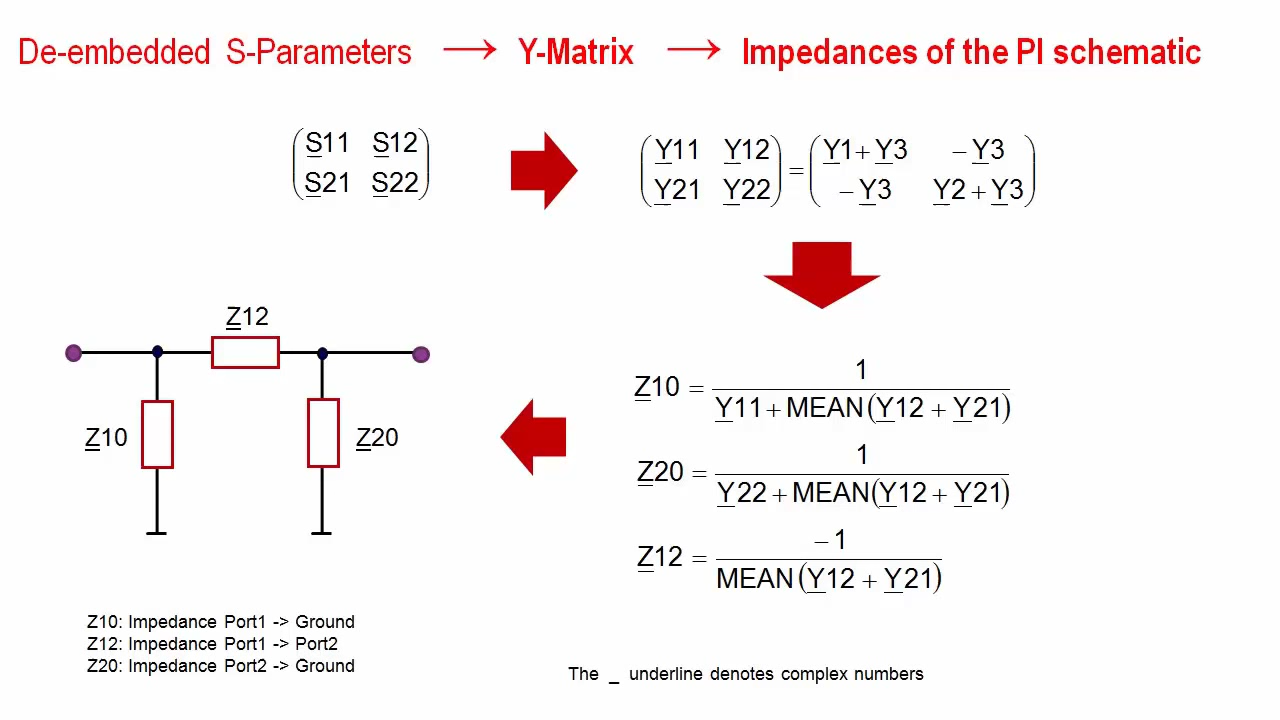 De-embedded S-Parameters → Y-Matrix → Impedances of the PI schematic
(S11 S12
S21 S22)
(Y11 Y12
Y21 Y22) = (Y1 + Y3 − Y3
− Y3 Y2 + Y3)
Z12
Z10
Z20
Z10 = 1
Y11 + MEAN(Y12 + Y21)
Z20 = 1
Y22 + MEAN(Y12 + Y21)
Z12 = −1
MEAN(Y12 + Y21)
Z10: Impedance Port1 -> Ground
Z12: Impedance Port1 -> Port2
Z20: Impedance Port2 -> Ground
The _ underline denotes complex numbers